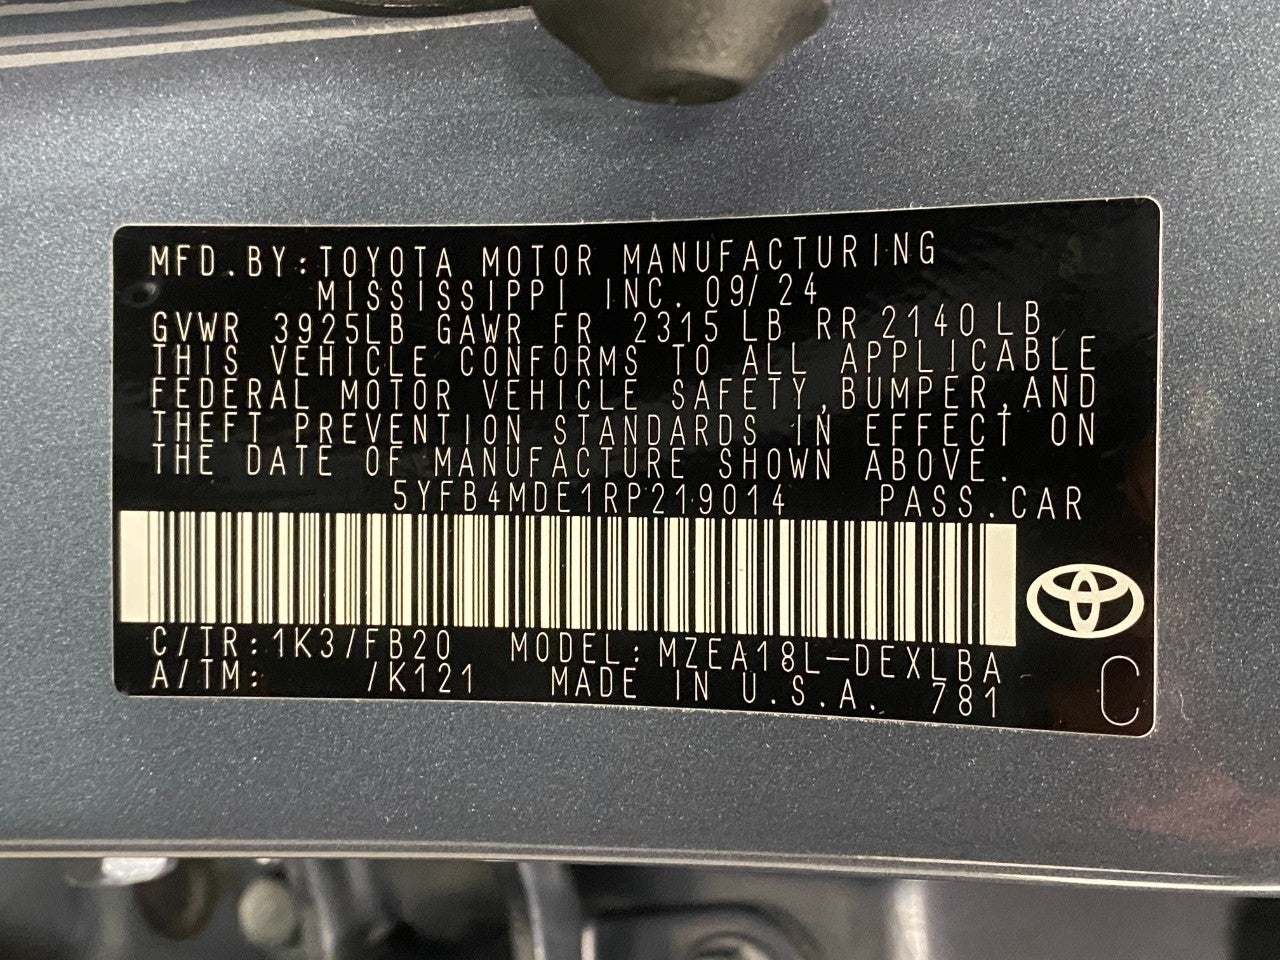 MFD.BY:TOYOTA MOTOR MANUFACTURING
MISSISSIPPI INC. 09/24
GVWR 3925LB GAWR FR 2315 LB RR 2140 LB
THIS VEHICLE CONFORMS TO ALL APPLICABLE
FEDERAL MOTOR VEHICLE SAFETY,BUMPER,AND
THEFT PREVENTION STANDARDS IN EFFECT ON
THE DATE OF MANUFACTURE SHOWN ABOVE.
5YFB4MDE1RP219014 PASS.CAR
C/TR:1K3/FB20 MODEL:MZEA18L-DEXLBA
A/TM: /K121 MADE IN U.S.A. 781
C